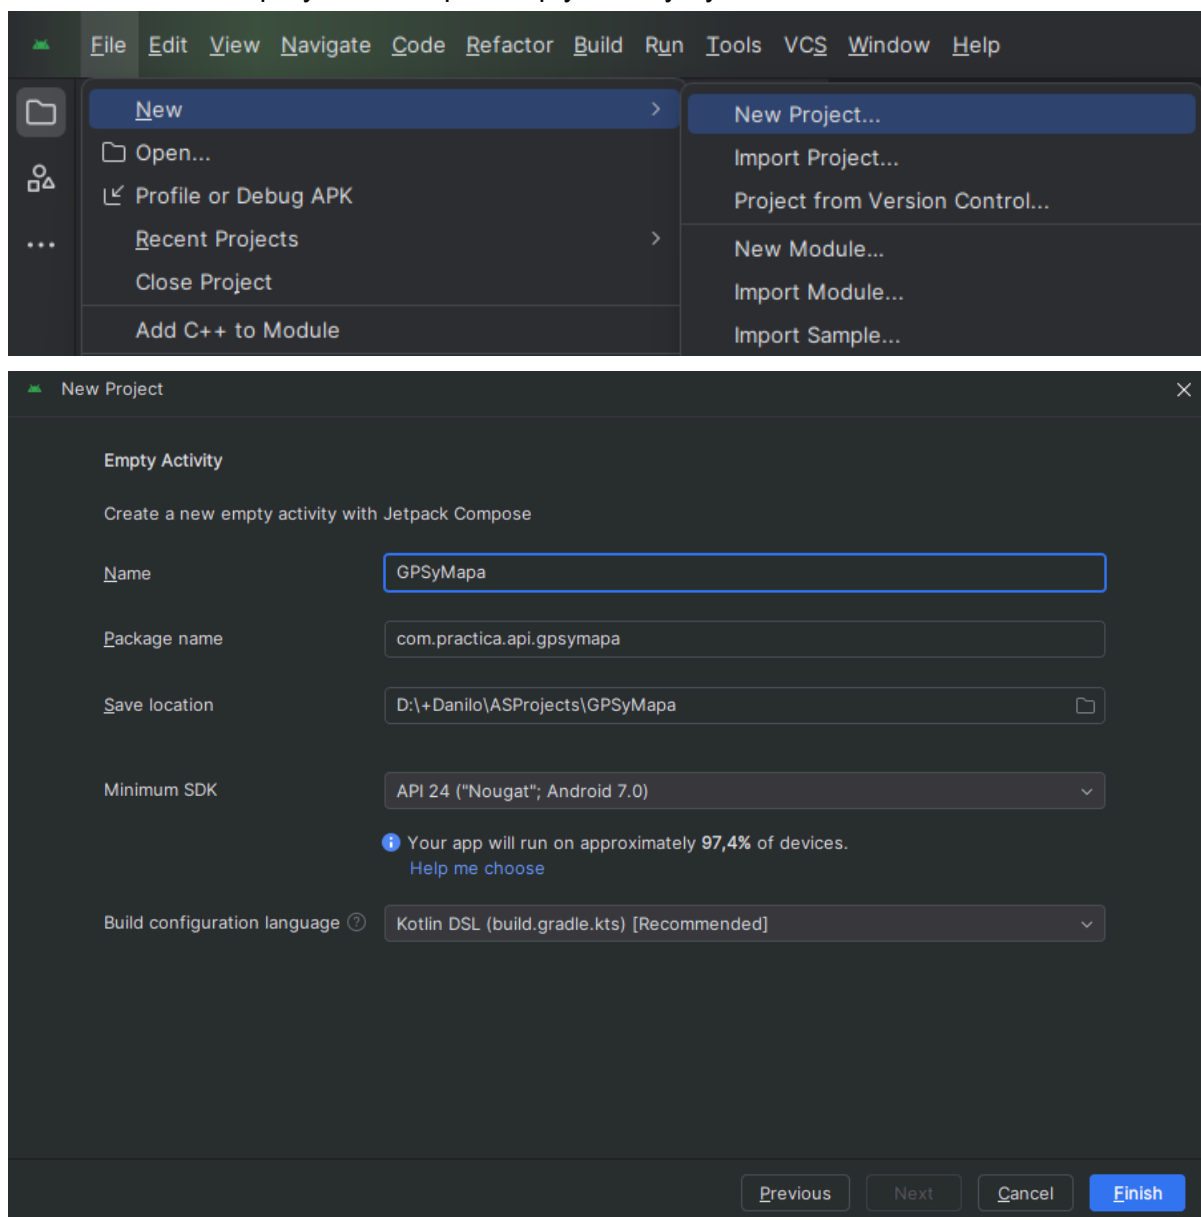 File Edit View Navigate Code Refactor Build Run Tools VCS Window Help
New
Open...
Profile or Debug APK
Recent Projects
Close Project
Add C++ to Module
New Project...
Import Project...
Project from Version Control...
New Module...
Import Module...
Import Sample...
New Project
Empty Activity
Create a new empty activity with Jetpack Compose
Name GPSyMapa
Package name com.practica.api.gpsymapa
Save location D:\+Danilo\ASProjects\GPSyMapa
Minimum SDK API 24 ("Nougat"; Android 7.0)
Your app will run on approximately 97,4% of devices.
Help me choose
Build configuration language Kotlin DSL (build.gradle.kts) [Recommended]
Previous Next Cancel Finish